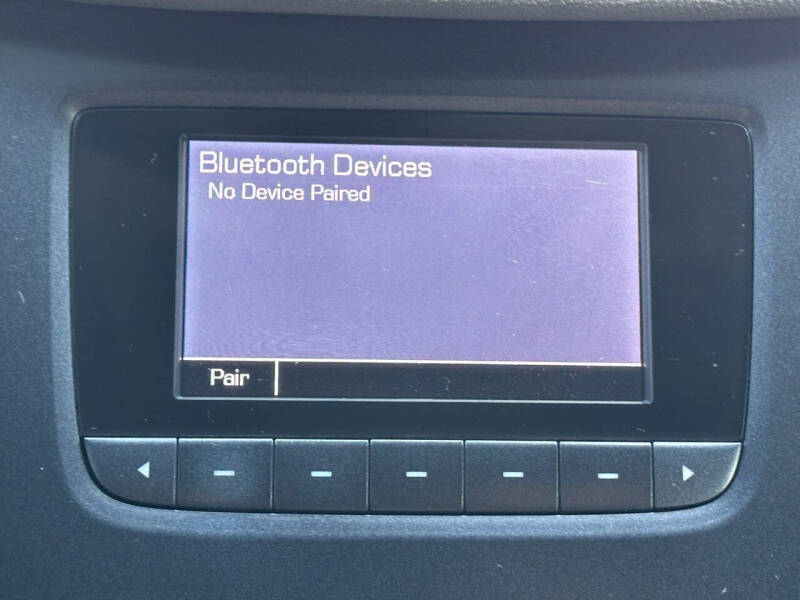 Bluetooth Devices
No Device Paired
Pair